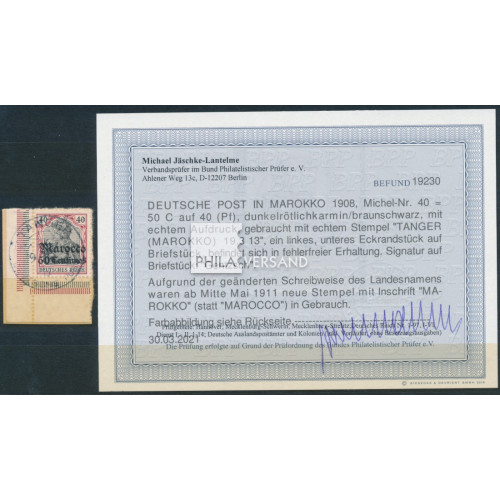 40 40
Marocco
50 Centimes
DEUTSCHES REICH
Michael Jäschke-Lantelme
Verbandsprüfer im Bund Philatelistischer Prüfer e. V.
Ahlener Weg 13c, D-12207 Berlin
BEFUND 19230
DEUTSCHE POST IN MAROKKO 1908, Michel-Nr. 40 =
50 C auf 40 (Pf), dunkelrötlichkarmin/braunschwarz, mit
echtem Aufdruck, gebraucht mit echtem Stempel "TANGER
(MAROKKO) 13", ein linkes, unteres Eckrandstück auf
Briefstück, befindet sich in fehlerfreier Erhaltung. Signatur auf
Briefstück
PHILA VERSAND
Aufgrund der geänderten Schreibweise des Landesnamens
waren ab Mitte Mai 1911 neue Stempel mit Inschrift "MA-
ROKKO" (statt "MAROCCO") in Gebrauch.
Farbabbildung siehe Rückseite
30.03.2021
Die Prüfung erfolgte auf Grund der Prüfordnung des Bundes Philatelistischer Prüfer e.V.